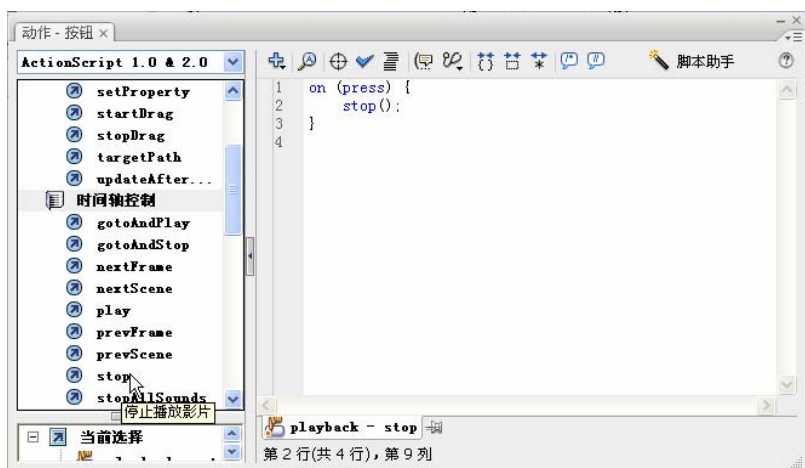 动作 - 按钮 ×
ActionScript 1.0 & 2.0
setProperty
startDrag
stopDrag
targetPath
updateAfter...
时间轴控制
gotoAndPlay
gotoAndStop
nextFrame
nextScene
play
prevFrame
prevScene
stop
stopAllSounds
停止播放影片
当前选择
脚本助手
1 on (press) {
2 stop();
3 }
4
playback - stop
第 2 行(共 4 行), 第 9 列